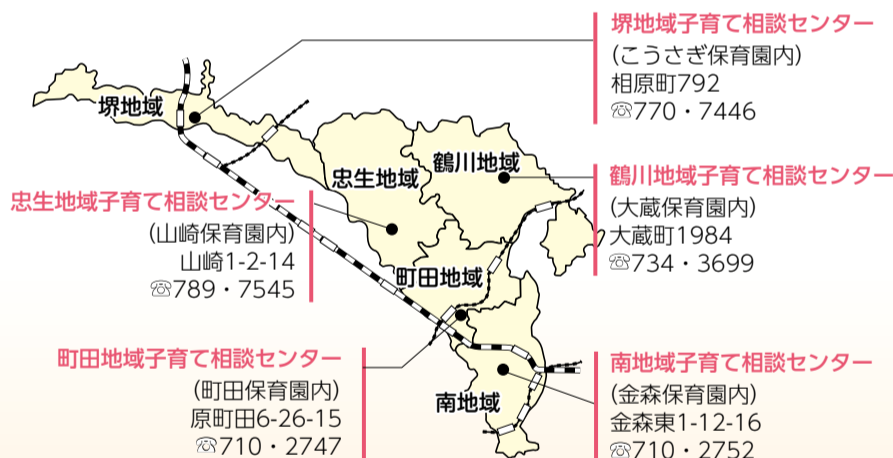 堺地域子育て相談センター
(こうさぎ保育園内)
相原町792
☏770・7446
堺地域
忠生地域
鶴川地域
鶴川地域子育て相談センター
(大蔵保育園内)
大蔵町1984
☏734・3699
忠生地域子育て相談センター
(山崎保育園内)
山崎1-2-14
☏789・7545
町田地域
町田地域子育て相談センター
(町田保育園内)
原町田6-26-15
☏710・2747
南地域
南地域子育て相談センター
(金森保育園内)
金森東1-12-16
☏710・2752